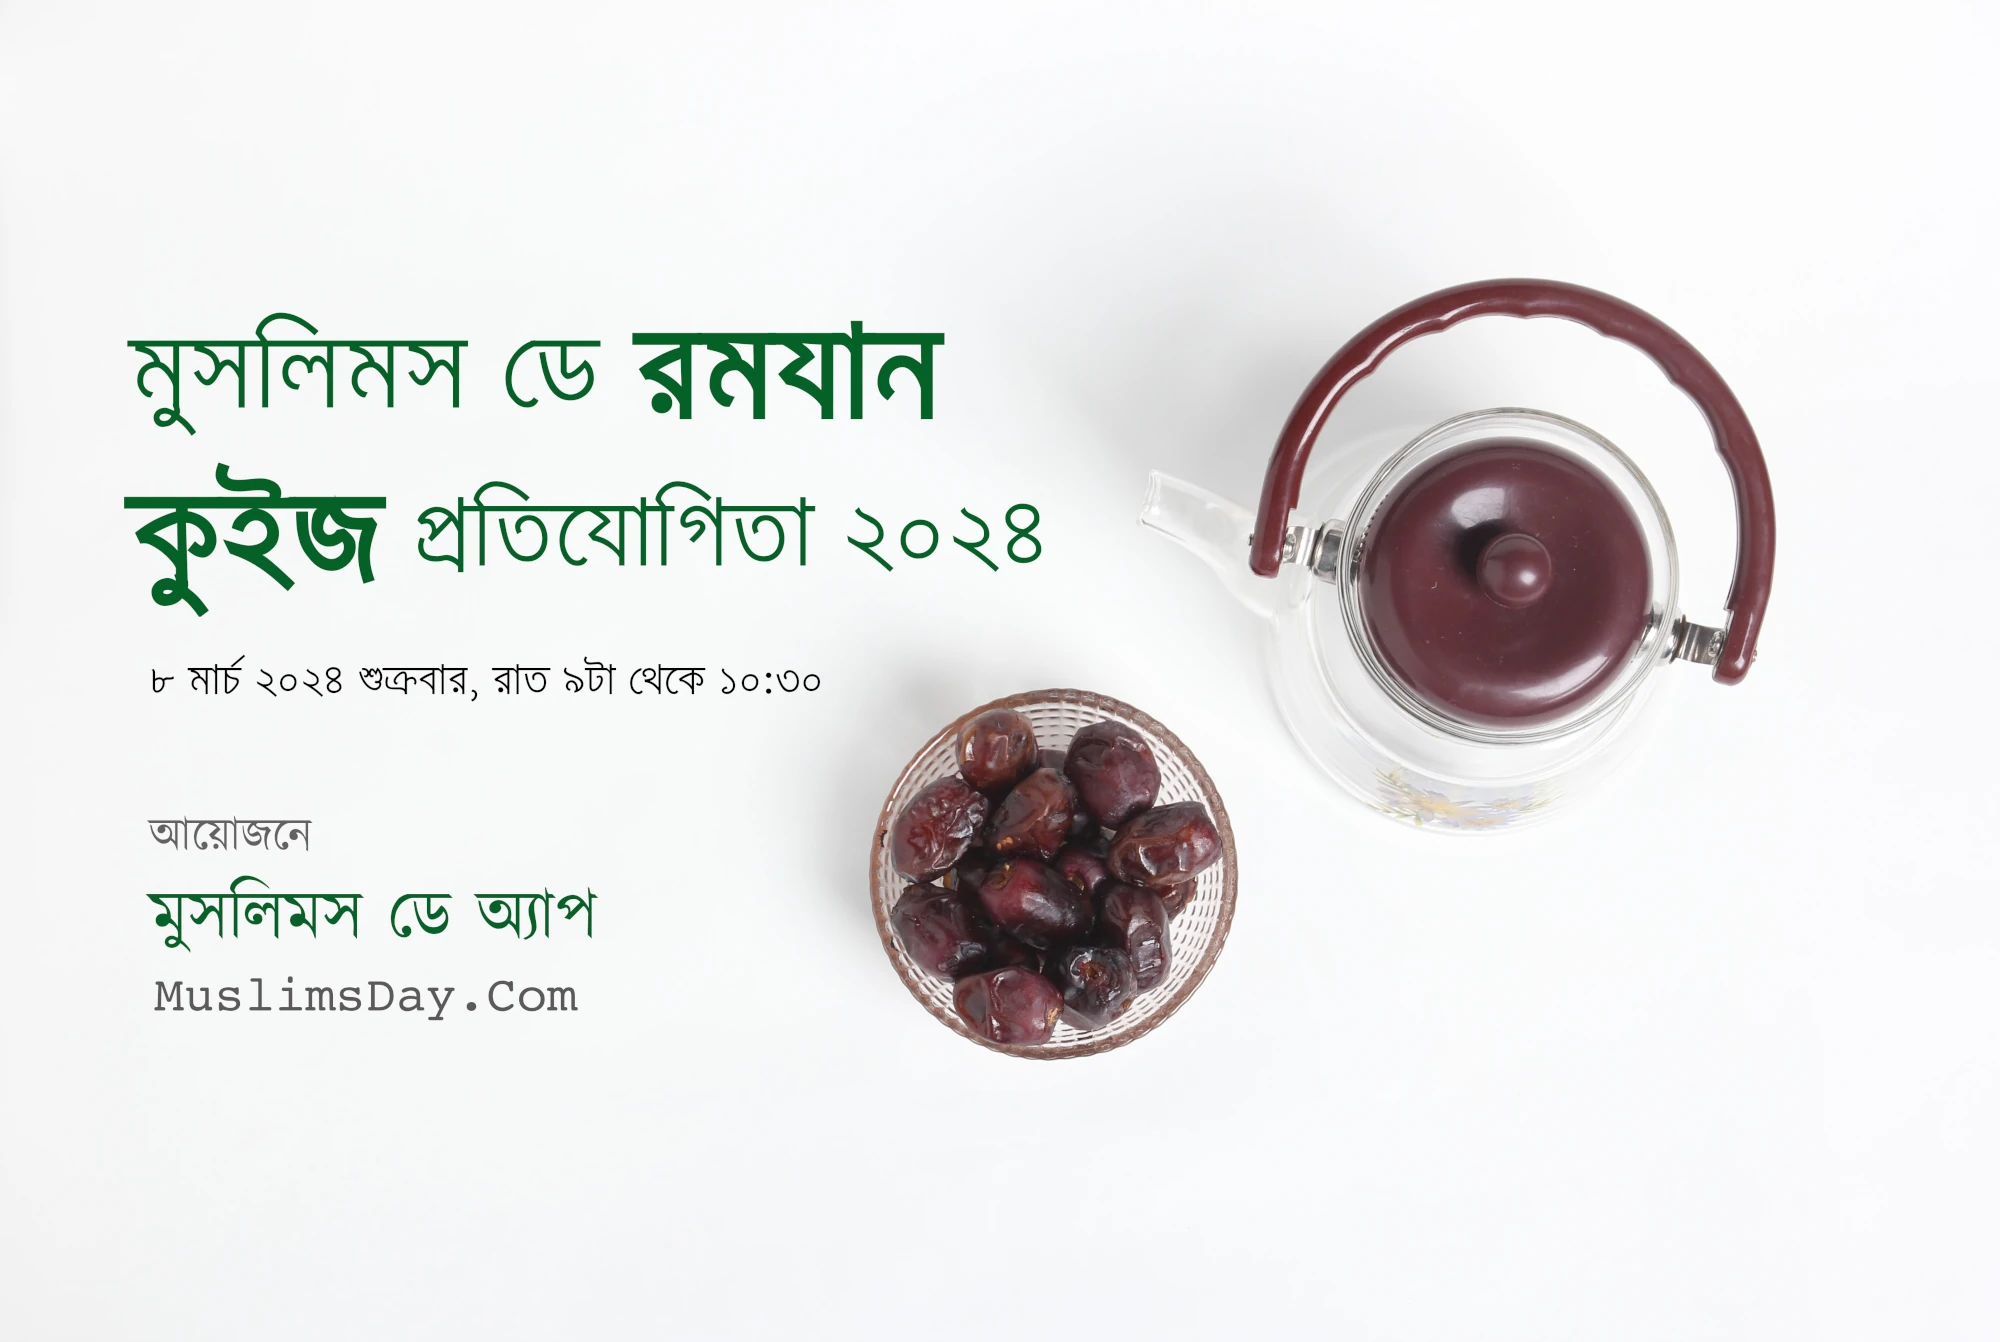 মুসলিমস ডে রমযান
কুইজ প্রতিযোগিতা ২০২৪
৮ মার্চ ২০২৪ শুক্রবার, রাত ৯টা থেকে ১০:৩০
আয়োজনে
মুসলিমস ডে অ্যাপ
MuslimsDay.Com